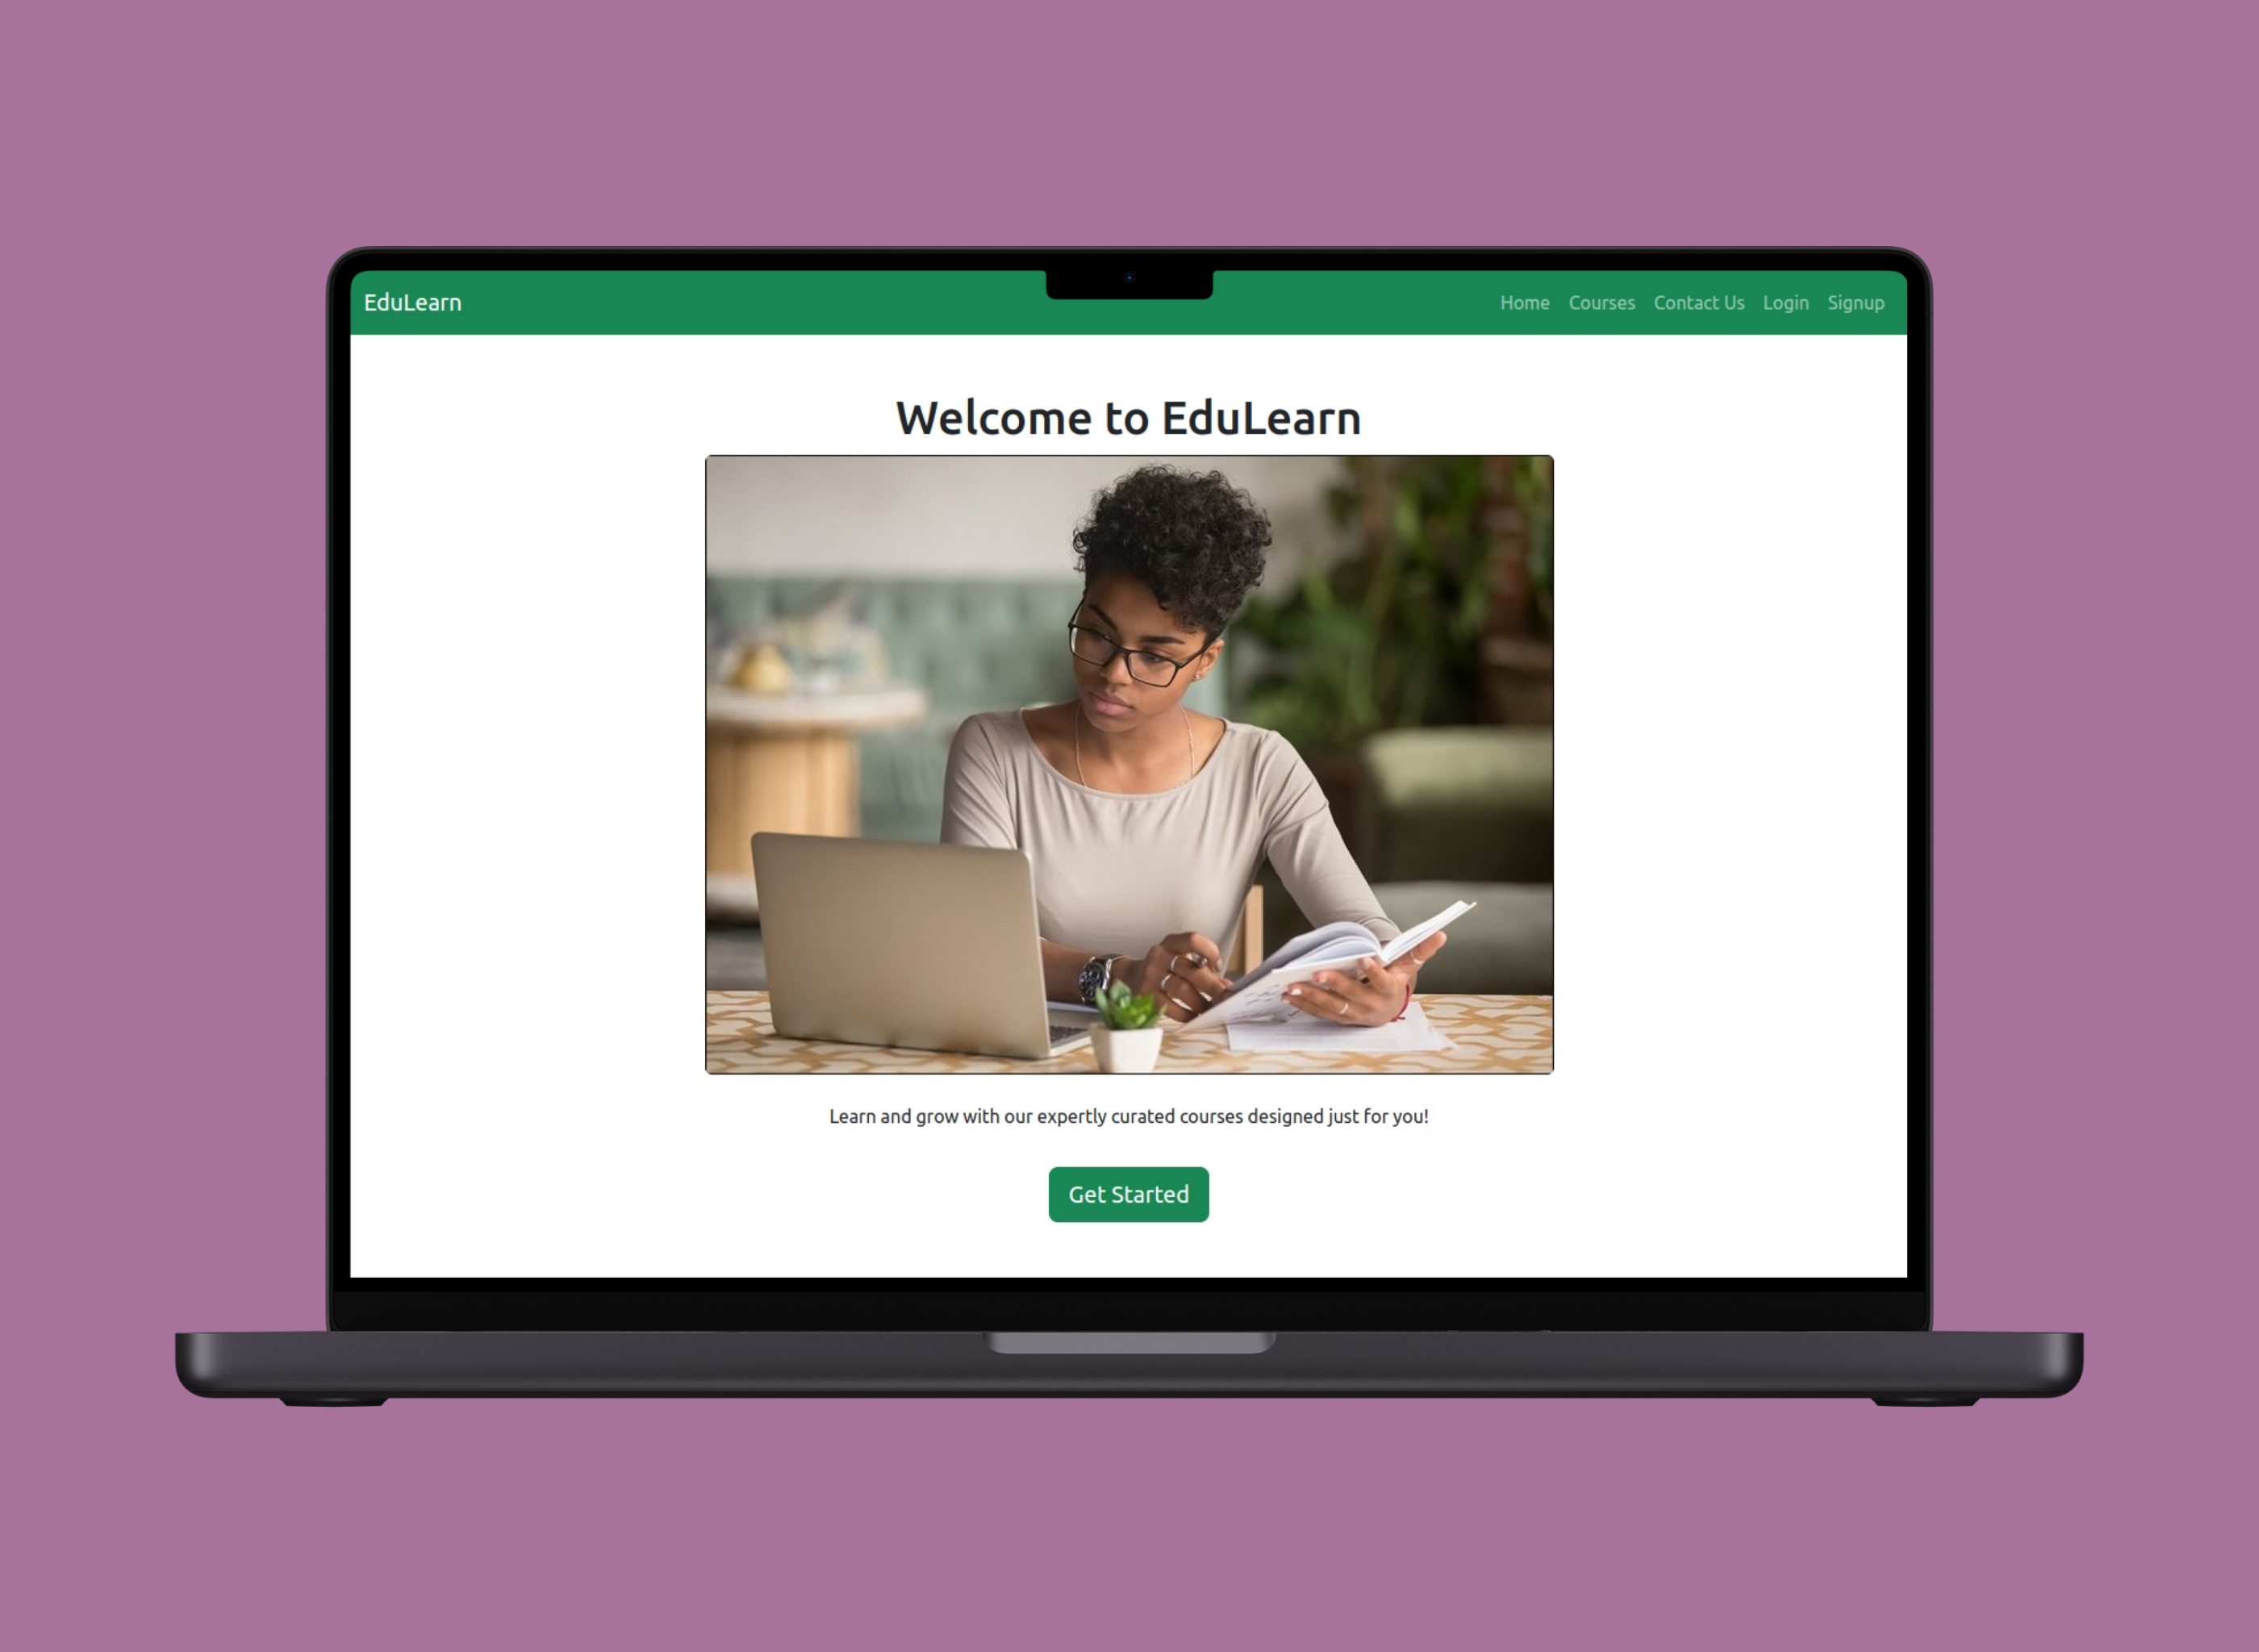 EduLearn
Home Courses Contact Us Login Signup
Welcome to EduLearn
Learn and grow with our expertly curated courses designed just for you!
Get Started